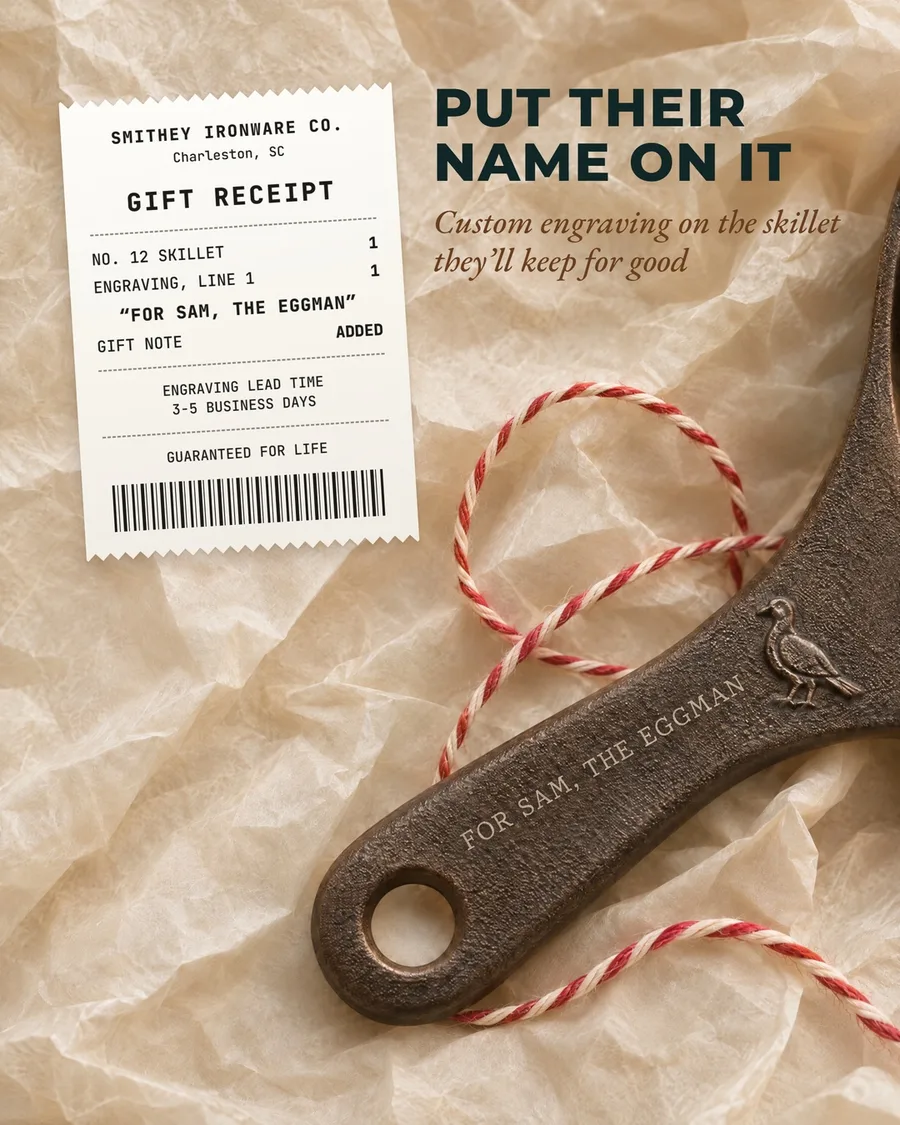 SMITHEY IRONWARE CO.
Charleston, SC
GIFT RECEIPT
NO. 12 SKILLET 1
ENGRAVING, LINE 1 1
“FOR SAM, THE EGGMAN”
GIFT NOTE ADDED
ENGRAVING LEAD TIME
3-5 BUSINESS DAYS
GUARANTEED FOR LIFE
PUT THEIR
NAME ON IT
Custom engraving on the skillet
they’ll keep for good
FOR SAM, THE EGGMAN